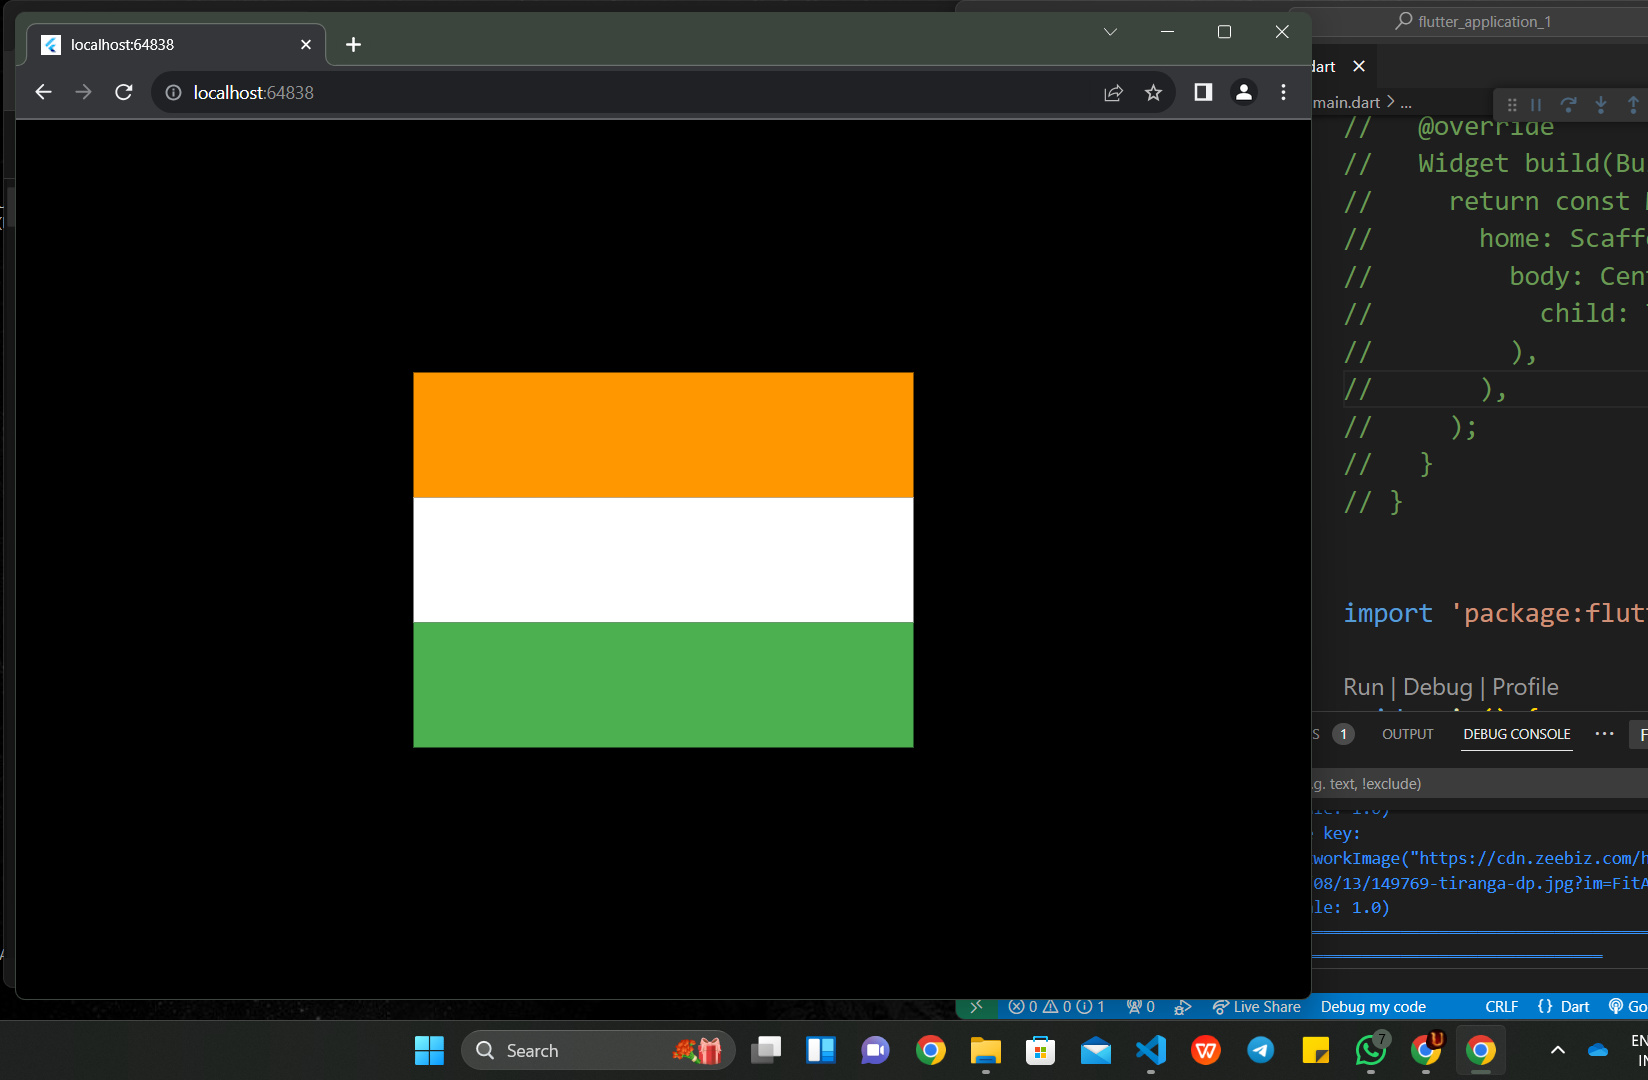 localhost:64838
flutter_application_1
localhost:64838
dart
main.dart > ...
// @override
// Widget build(Bu
// return const
// home: Scaff
// body: Cen
// child:
// ),
// ),
// );
// }
// }
import 'package:flut
Run | Debug | Profile
1
OUTPUT
DEBUG CONSOLE
...
.g. text, !exclude)
key:
workImage("https://cdn.zeebiz.com/h
08/13/149769-tiranga-dp.jpg?im=FitA
le: 1.0)
0 0 1
0
Live Share
Debug my code
CRLF
{ } Dart
Go
Search
7
EN
IN